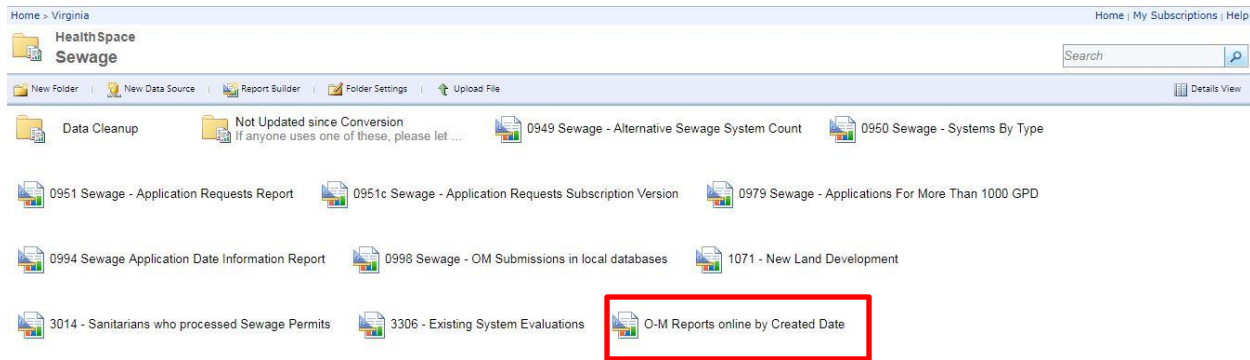 Home > Virginia
Home | My Subscriptions | Help
HealthSpace
Sewage
Search
New Folder | New Data Source | Report Builder | Folder Settings | Upload File
Details View
Data Cleanup
Not Updated since Conversion
If anyone uses one of these, please let ...
0949 Sewage - Alternative Sewage System Count
0950 Sewage - Systems By Type
0951 Sewage - Application Requests Report
0951c Sewage - Application Requests Subscription Version
0979 Sewage - Applications For More Than 1000 GPD
0994 Sewage Application Date Information Report
0998 Sewage - OM Submissions in local databases
1071 - New Land Development
3014 - Sanitarians who processed Sewage Permits
3306 - Existing System Evaluations
O-M Reports online by Created Date